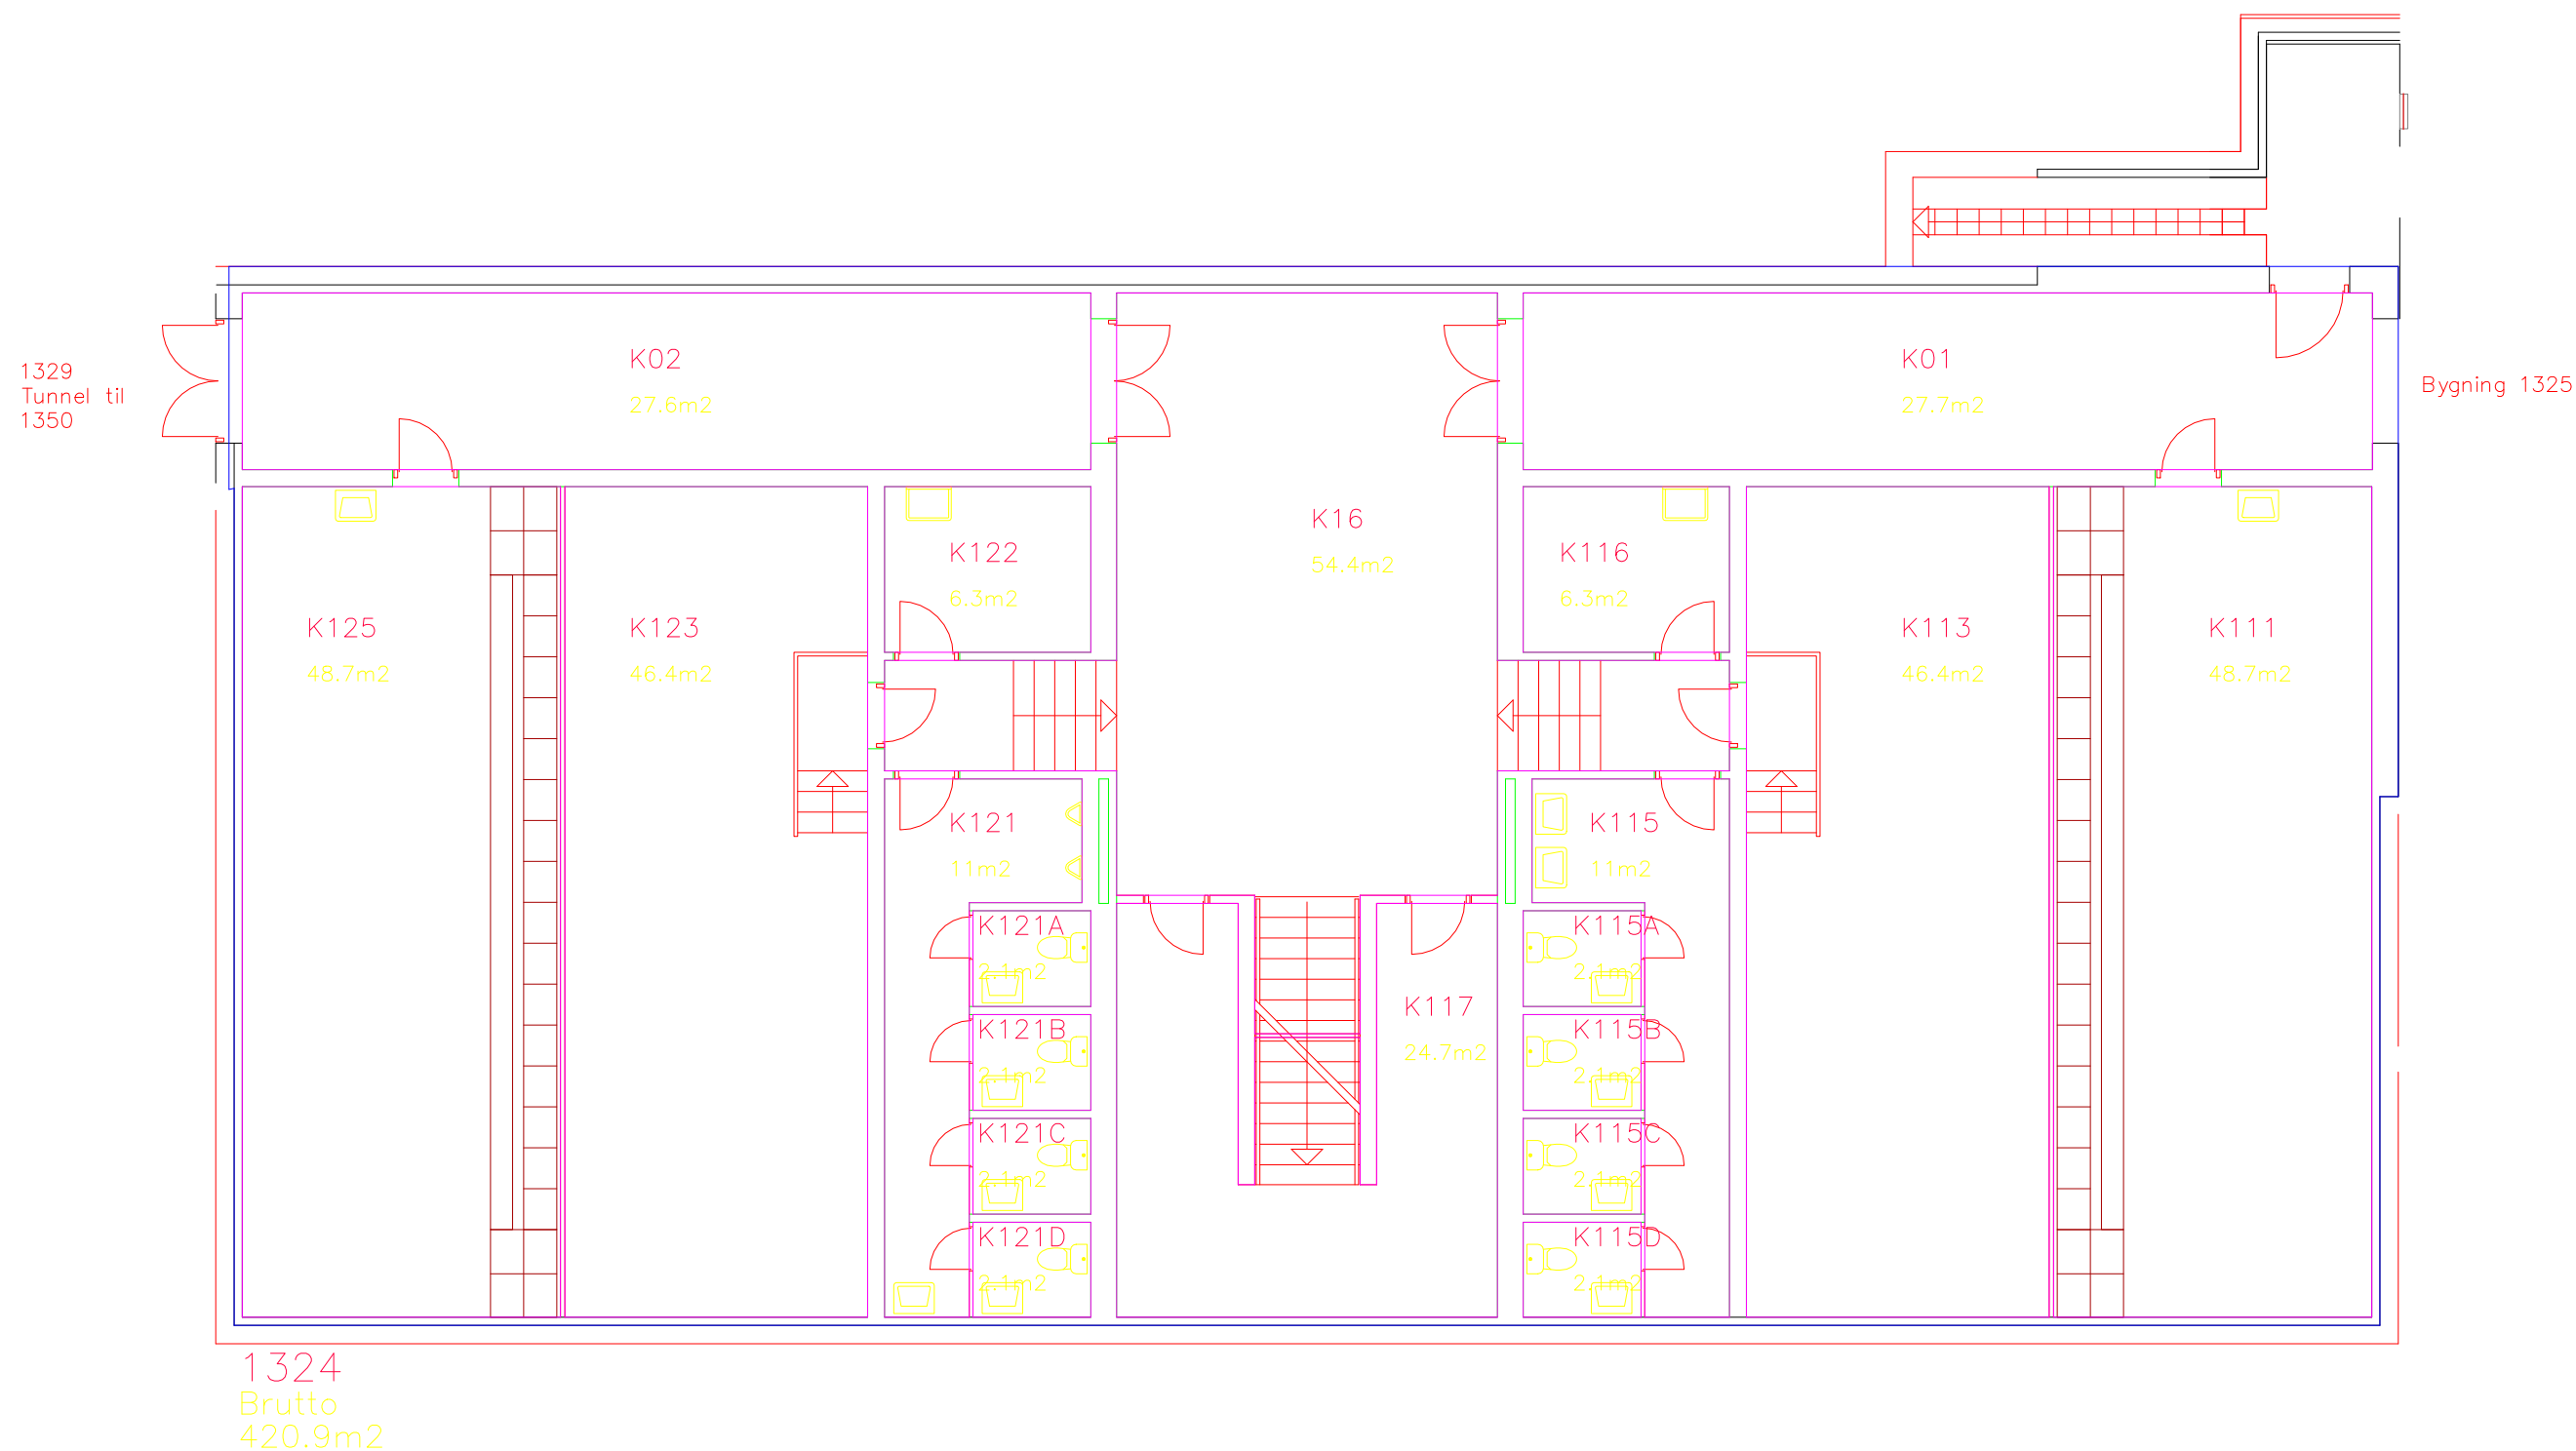 1329
Tunnel til
1350
K02
27.6m2
K01
27.7m2
Bygning 1325
K16
54.4m2
K122
6.3m2
K116
6.3m2
K125
48.7m2
K123
46.4m2
K113
46.4m2
K111
48.7m2
K121
11m2
K115
11m2
K121A
2.1m2
K115A
2.1m2
K117
24.7m2
K121B
2.1m2
K115B
2.1m2
K121C
2.1m2
K115C
2.1m2
K121D
2.1m2
K115D
2.1m2
1324
Brutto
420.9m2